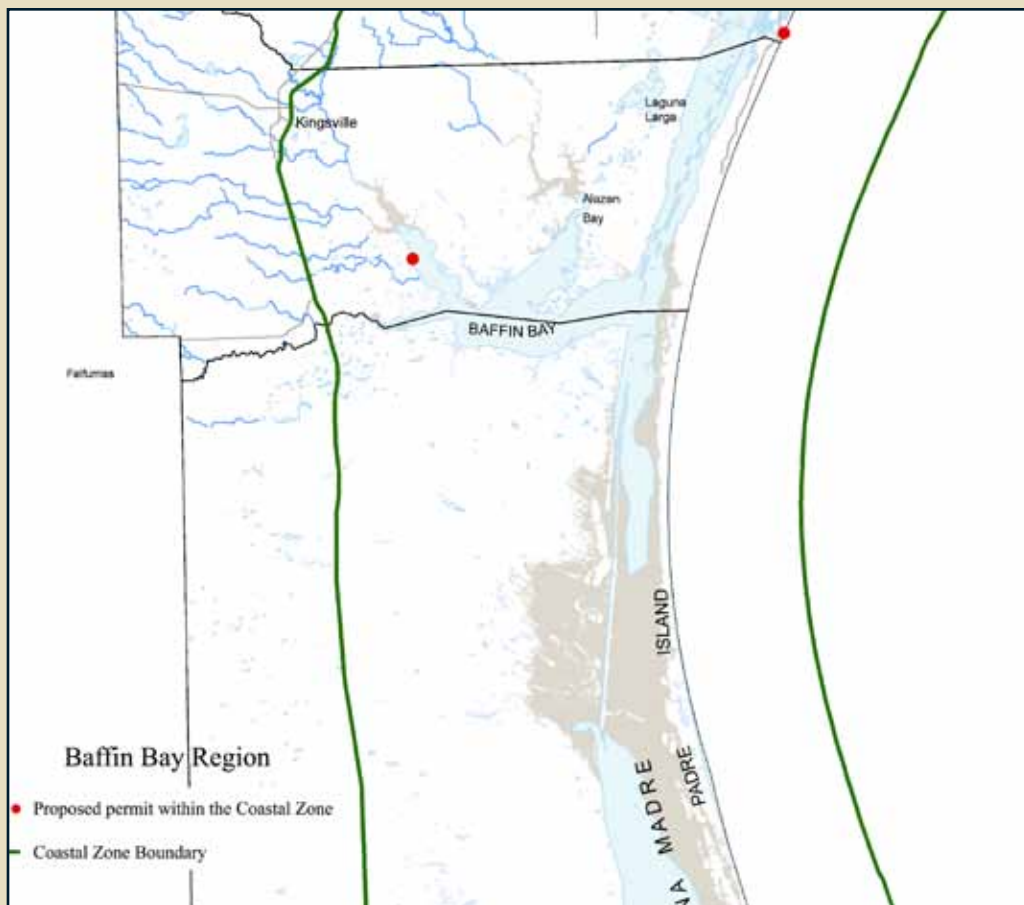 Laguna
Larga
Kingsville
Alazan
Bay
BAFFIN BAY
Falfurrias
ISLAND
PADRE
MADRE
NA
Baffin Bay Region
Proposed permit within the Coastal Zone
Coastal Zone Boundary